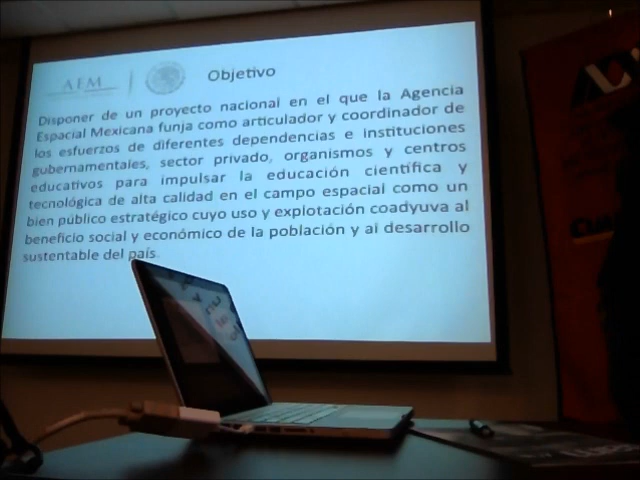 AEM
Objetivo
Disponer de un proyecto nacional en el que la Agencia
Espacial Mexicana funja como articulador y coordinador de
los esfuerzos de diferentes dependencias e instituciones
gubernamentales, sector privado, organismos y centros
educativos para impulsar la educación científica y
tecnológica de alta calidad en el campo espacial como un
bien público estratégico cuyo uso y explotación coadyuva al
beneficio social y económico de la población y al desarrollo
sustentable del país.